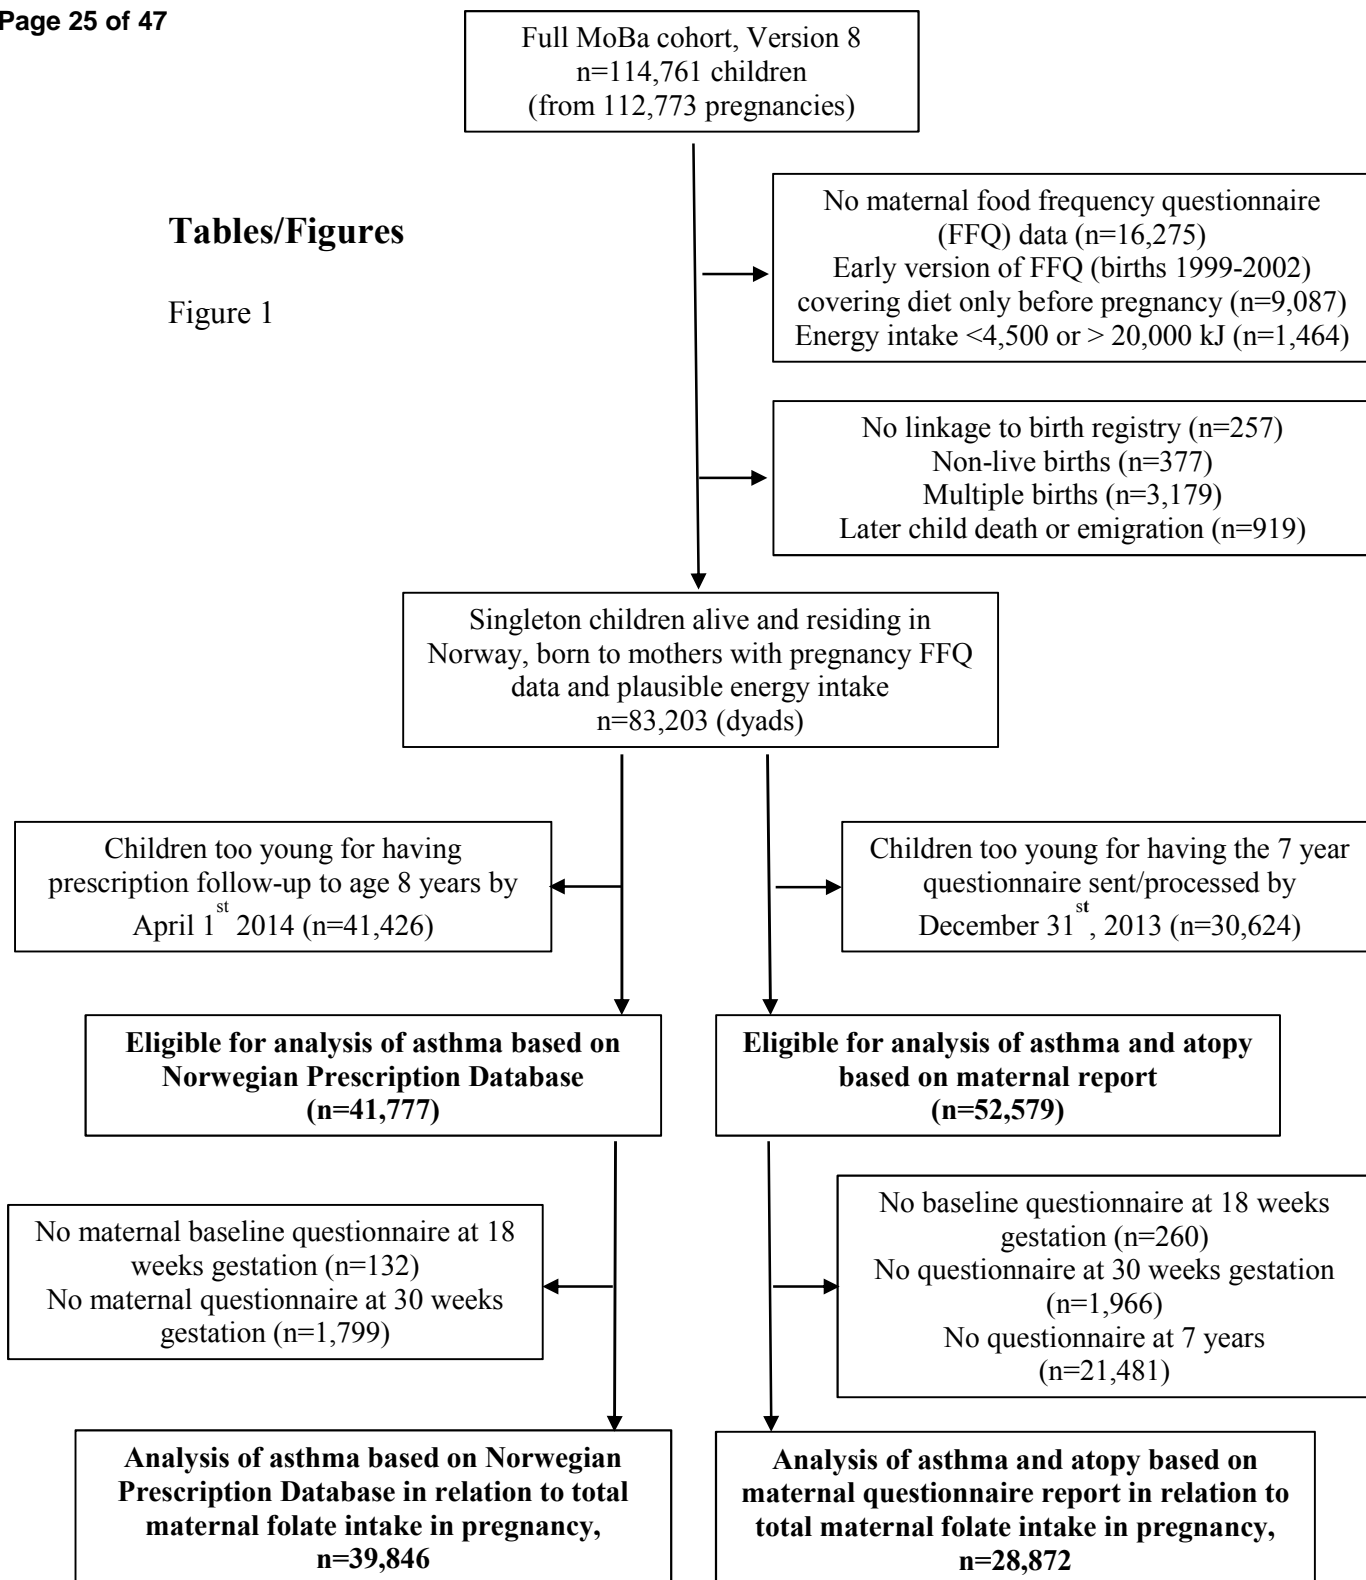 Page 25 of 47
Full MoBa cohort, Version 8
n=114,761 children
(from 112,773 pregnancies)
Tables/Figures
Figure 1
No maternal food frequency questionnaire
(FFQ) data (n=16,275)
Early version of FFQ (births 1999-2002)
covering diet only before pregnancy (n=9,087)
Energy intake <4,500 or > 20,000 kJ (n=1,464)
No linkage to birth registry (n=257)
Non-live births (n=377)
Multiple births (n=3,179)
Later child death or emigration (n=919)
Singleton children alive and residing in
Norway, born to mothers with pregnancy FFQ
data and plausible energy intake
n=83,203 (dyads)
Children too young for having
prescription follow-up to age 8 years by
April 1st 2014 (n=41,426)
Children too young for having the 7 year
questionnaire sent/processed by
December 31st, 2013 (n=30,624)
Eligible for analysis of asthma based on
Norwegian Prescription Database
(n=41,777)
Eligible for analysis of asthma and atopy
based on maternal report
(n=52,579)
No maternal baseline questionnaire at 18
weeks gestation (n=132)
No maternal questionnaire at 30 weeks
gestation (n=1,799)
No baseline questionnaire at 18 weeks
gestation (n=260)
No questionnaire at 30 weeks gestation
(n=1,966)
No questionnaire at 7 years
(n=21,481)
Analysis of asthma based on Norwegian
Prescription Database in relation to total
maternal folate intake in pregnancy,
n=39,846
Analysis of asthma and atopy based on
maternal questionnaire report in relation to
total maternal folate intake in pregnancy,
n=28,872